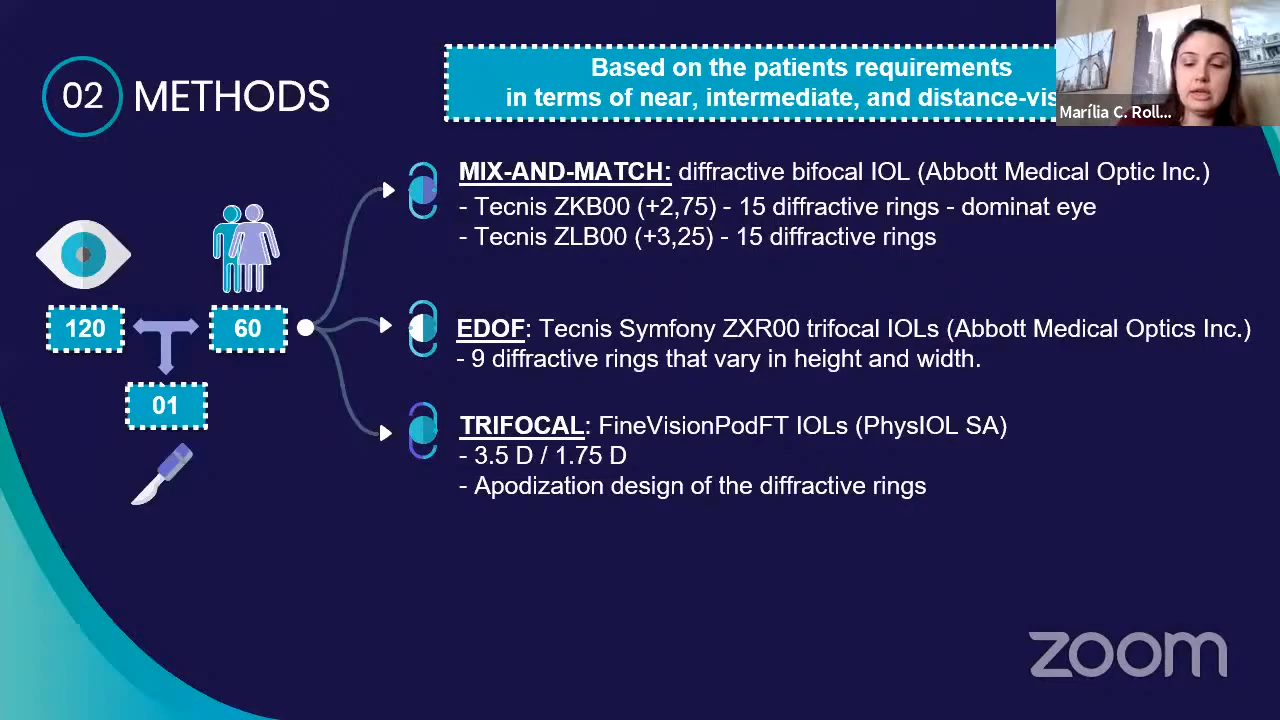 02 METHODS
Based on the patients requirements
in terms of near, intermediate, and
Marília C. Roll...
MIX-AND-MATCH: diffractive bifocal IOL (Abbott Medical Optic Inc.)
- Tecnis ZKB00 (+2,75) - 15 diffractive rings - dominat eye
- Tecnis ZLB00 (+3,25) - 15 diffractive rings
120
60
01
EDOF: Tecnis Symfony ZXR00 trifocal IOLs (Abbott Medical Optics Inc.)
- 9 diffractive rings that vary in height and width.
TRIFOCAL: FineVisionPodFT IOLs (PhysIOL SA)
- 3.5 D / 1.75 D
- Apodization design of the diffractive rings
zoom